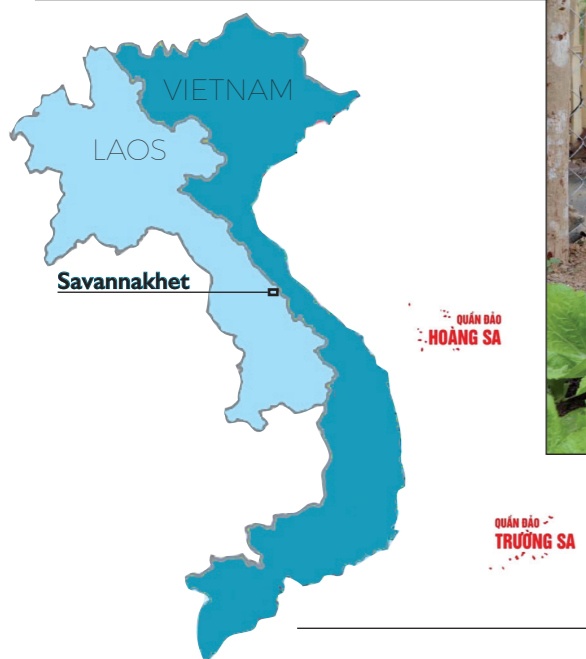 VIETNAM
LAOS
Savannakhet
QUẦN ĐẢO
HOÀNG SA
QUẦN ĐẢO
TRƯỜNG SA